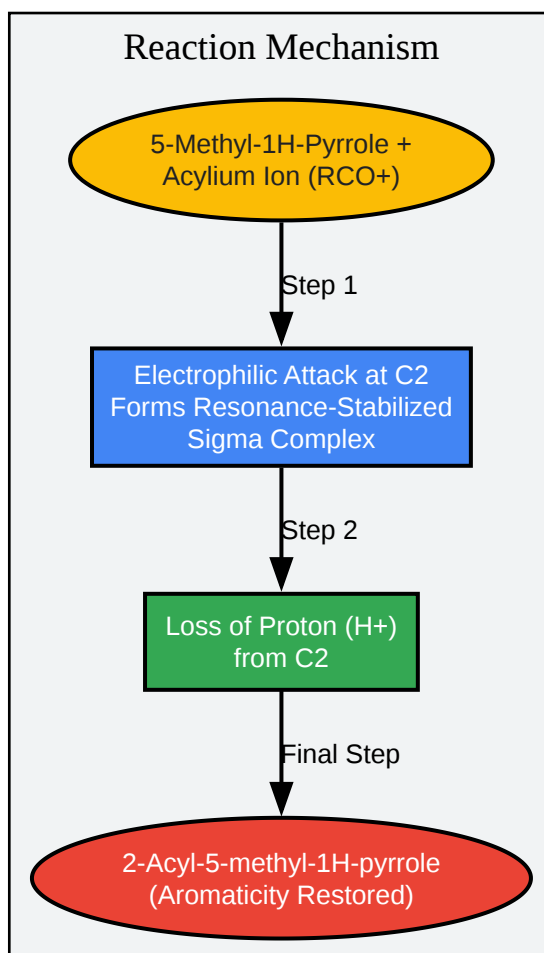 Reaction Mechanism
5-Methyl-1H-Pyrrole +
Acylium Ion (RCO+)
Step 1
Electrophilic Attack at C2
Forms Resonance-Stabilized
Sigma Complex
Step 2
Loss of Proton (H+)
from C2
Final Step
2-Acyl-5-methyl-1H-pyrrole
(Aromaticity Restored)